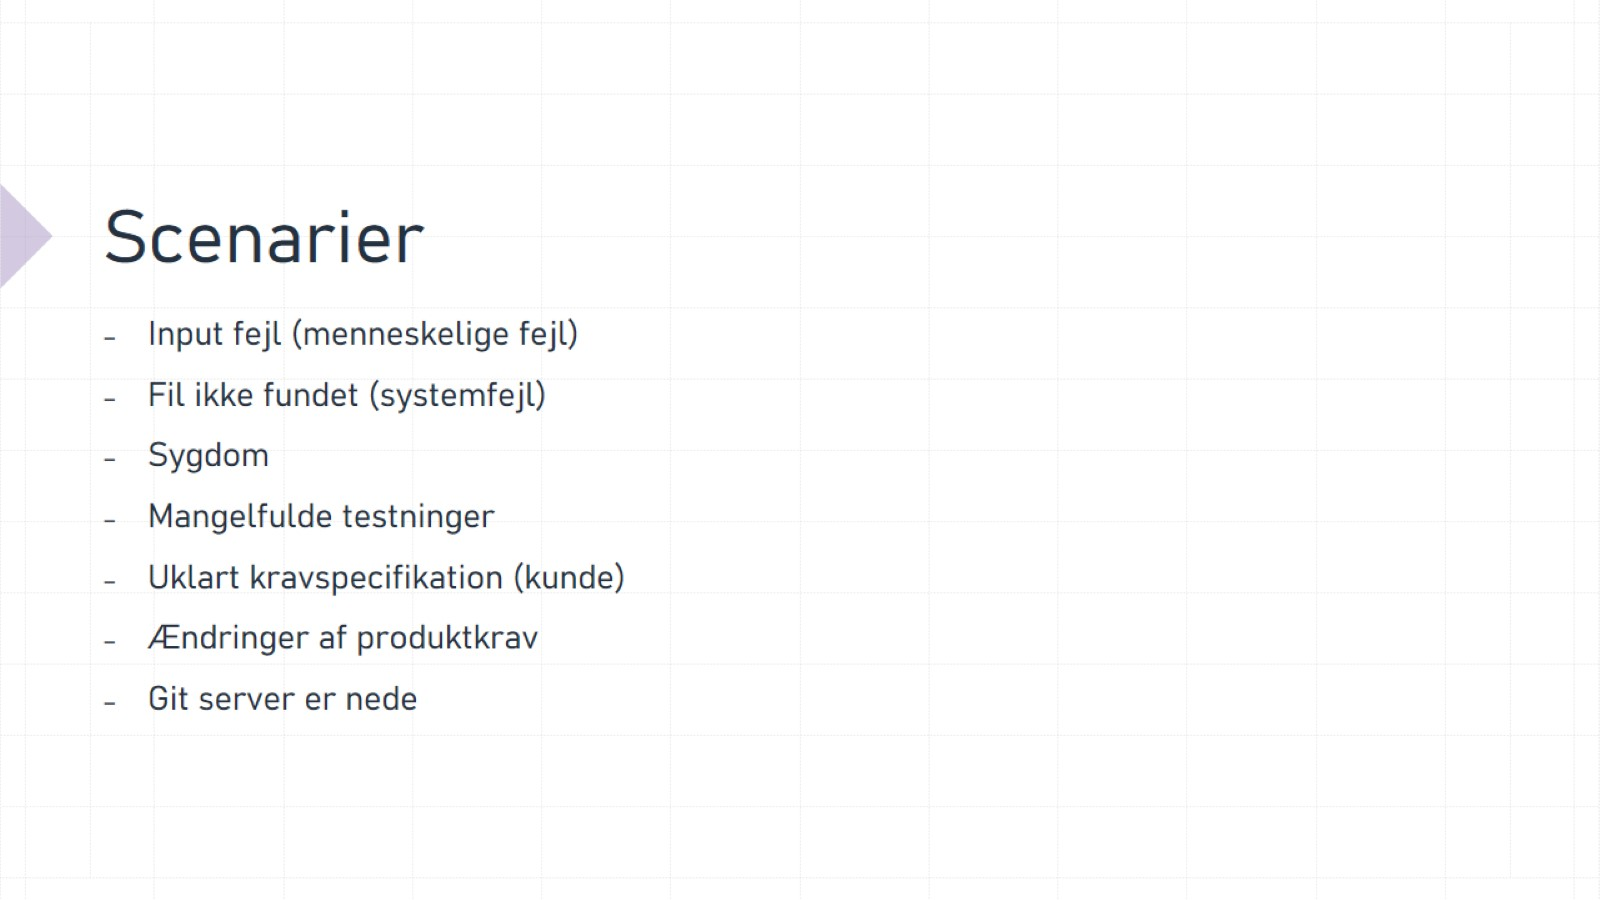 Scenarier
- Input fejl (menneskelige fejl)
- Fil ikke fundet (systemfejl)
- Sygdom
- Mangelfulde testninger
- Uklart kravspecifikation (kunde)
- Ændringer af produktkrav
- Git server er nede